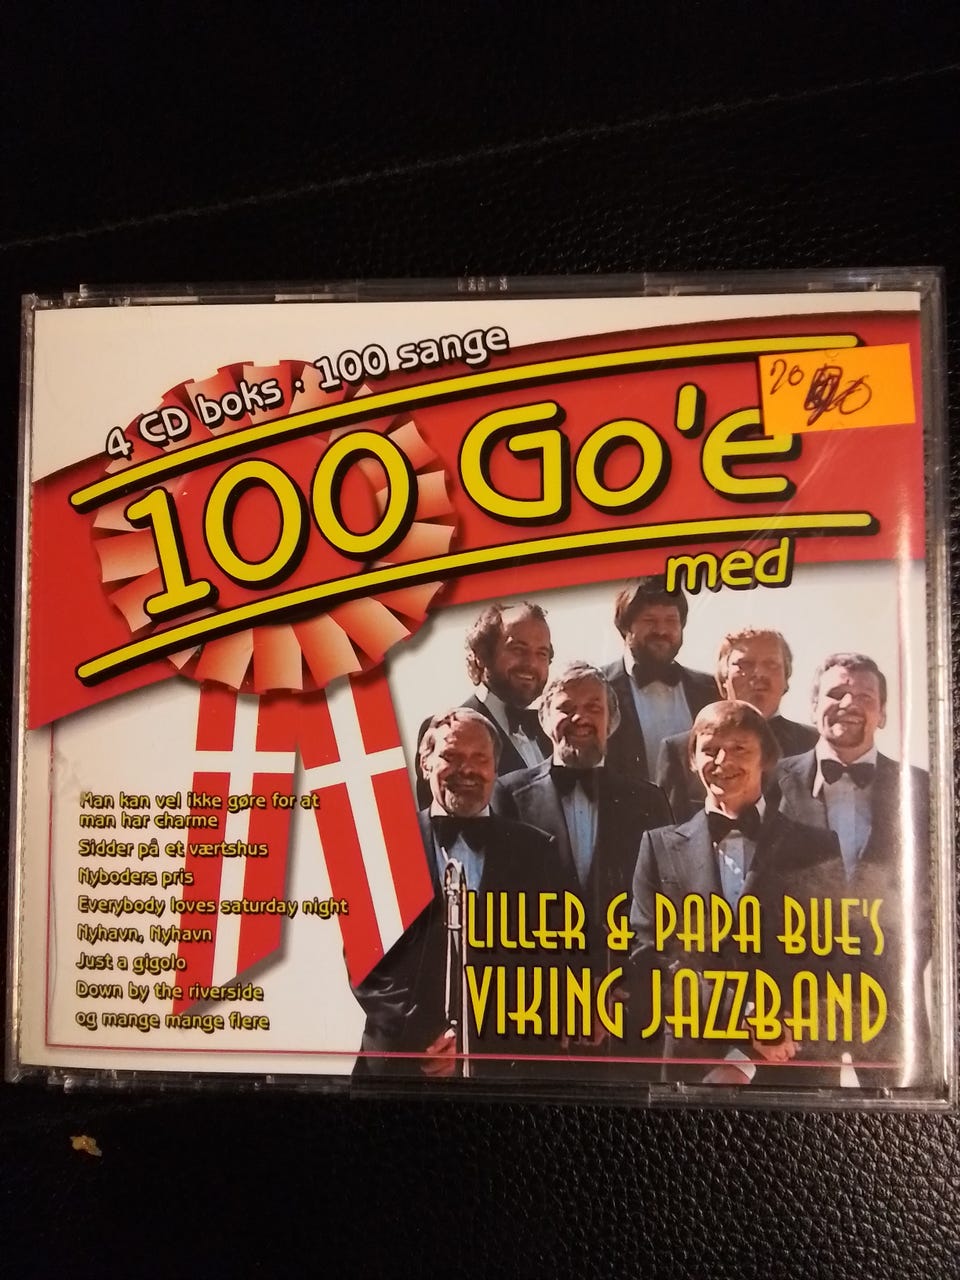 4 CD boks · 100 sange
20
100 Go'e
med
Man kan vel ikke gøre for at
man har charme
Sidder på et værtshus
Nyboders pris
Everybody loves saturday night
Nyhavn, Nyhavn
Just a gigolo
Down by the riverside
og mange mange flere
LILLER & PAPA BUE'S
VIKING JAZZBAND